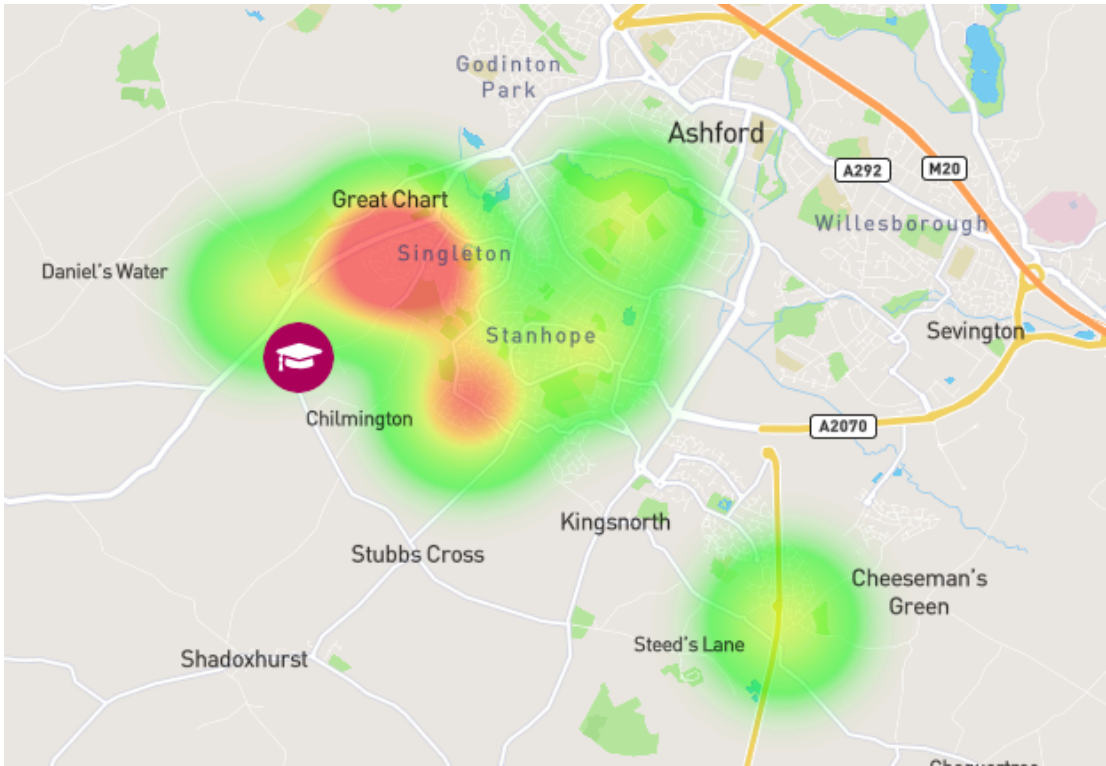 Godinton
Park
Ashford
A292
M20
Great Chart
Willesborough
Singleton
Daniel's Water
Sevington
Stanhope
Chilmington
A2070
Kingsnorth
Stubbs Cross
Cheeseman's
Green
Steed's Lane
Shadoxhurst